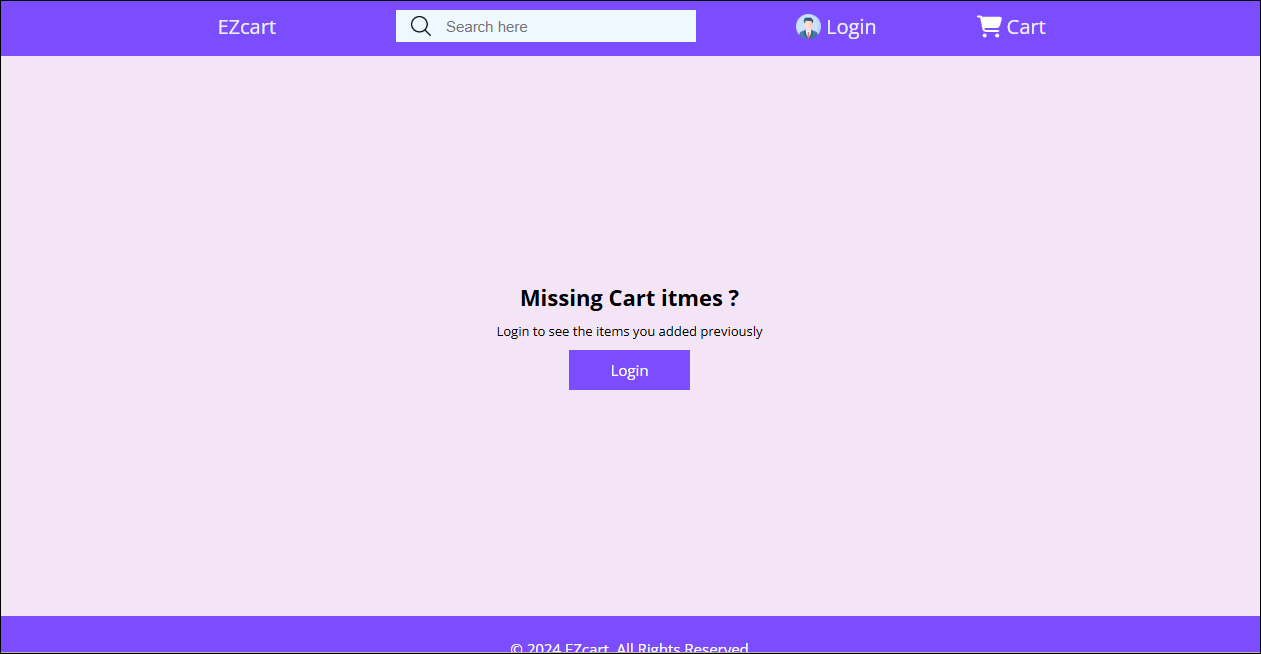 EZcart
Search here
Login
Cart
Missing Cart itmes ?
Login to see the items you added previously
Login
© 2024 EZcart. All Rights Reserved